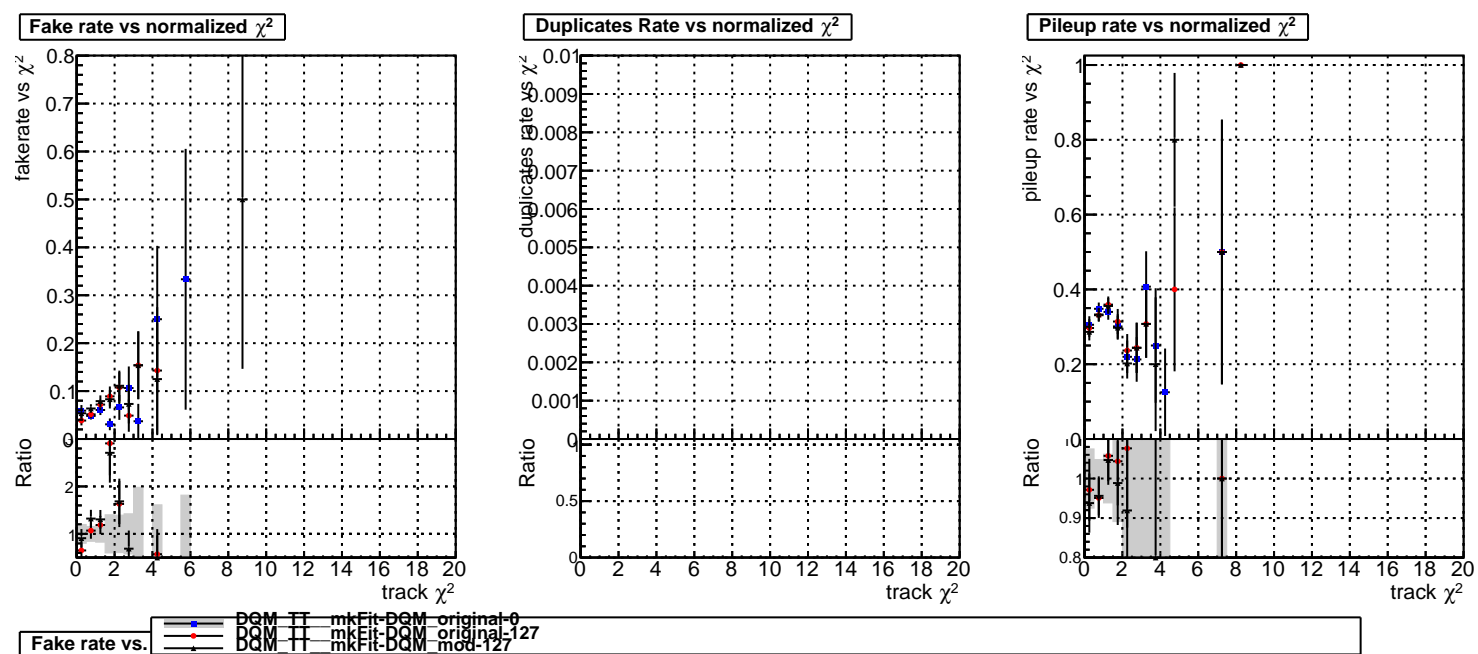 Fake rate vs normalized χ²
fakerate vs χ²
0.8
0.7
0.6
0.5
0.4
0.3
0.2
0.1
0
Ratio
2
1
0 2 4 6 8 10 12 14 16 18 20
track χ²
Duplicates Rate vs normalized χ²
duplicates rate vs χ²
0.01
0.009
0.008
0.007
0.006
0.005
0.004
0.003
0.002
0.001
0
Ratio
1
0.5
0
0 2 4 6 8 10 12 14 16 18 20
track χ²
Pileup rate vs normalized χ²
pileup rate vs χ²
1
0.8
0.6
0.4
0.2
0
Ratio
1
0.9
0.8
0 2 4 6 8 10 12 14 16 18 20
track χ²
DQM_TT__mkFit-DQM_original-0
DQM_TT__mkFit-DQM_original-127
DQM_TT__mkFit-DQM_mod-127
Fake rate vs.